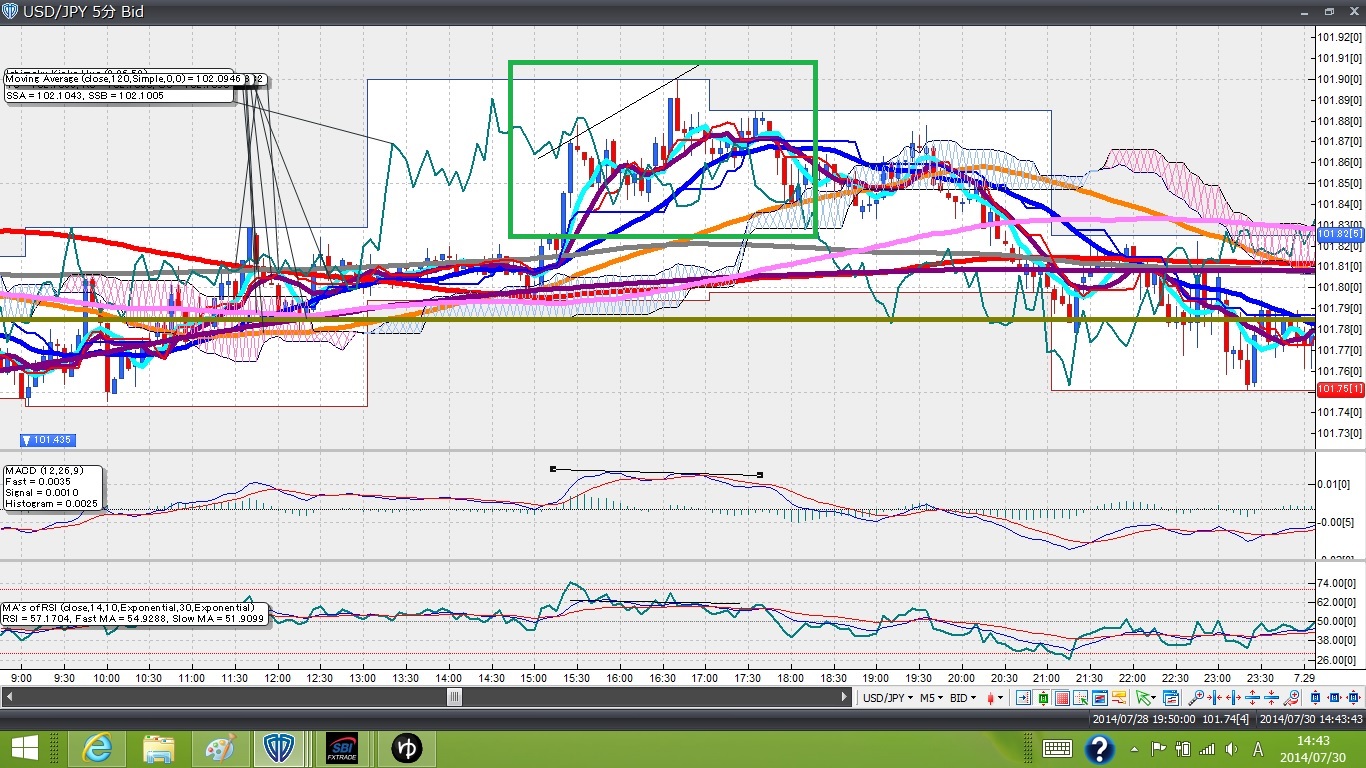 USD/JPY 5分 Bid
Moving Average (close,120,Simple,0,0) = 102.0946
SSA = 102.1043, SSB = 102.1005
101.92[0]
101.91[0]
101.90[0]
101.89[0]
101.88[0]
101.87[0]
101.86[0]
101.85[0]
101.84[0]
101.83[0]
101.82[5]
101.81[0]
101.80[0]
101.79[0]
101.78[0]
101.77[0]
101.76[0]
101.75[1]
101.74[0]
101.73[0]
▼ 101.435
MACD (12,26,9)
Fast = 0.0035
Signal = 0.0010
Histogram = 0.0025
0.01[0]
-0.00[5]
MA's of RSI (close,14,10,Exponential,30,Exponential)
RSI = 57.1704, Fast MA = 54.9288, Slow MA = 51.9099
74.00[0]
62.00[0]
50.00[0]
38.00[0]
26.00[0]
9:00 9:30 10:00 10:30 11:00 11:30 12:00 12:30 13:00 13:30 14:00 14:30 15:00 15:30 16:00 16:30 17:00 17:30 18:00 18:30 19:00 19:30 20:00 20:30 21:00 21:30 22:00 22:30 23:00 23:30 7.29
USD/JPY M5 BID
2014/07/28 19:50:00 101.74[4] 2014/07/30 14:43:43
SBI
FXTRADE
ゆ
A
14:43
2014/07/30